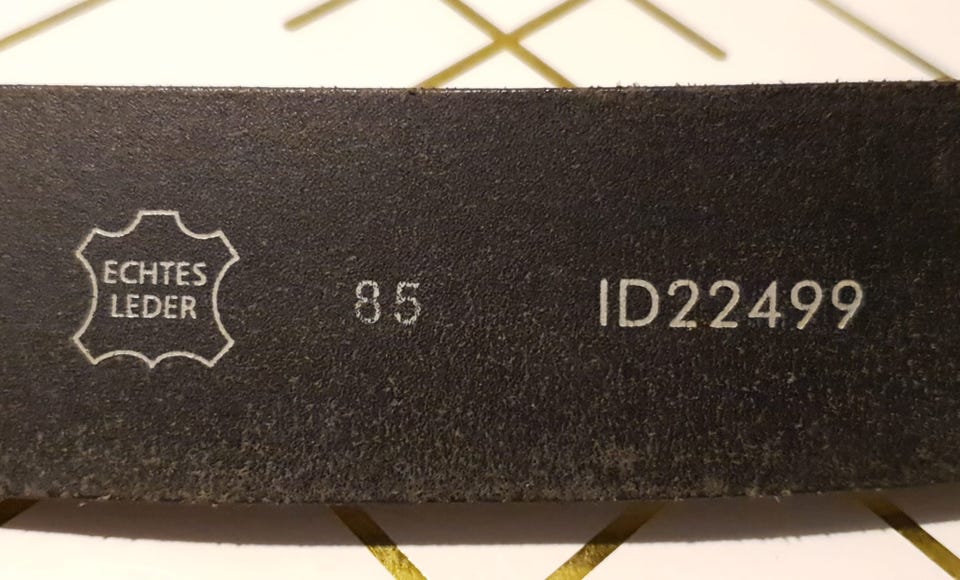 ECHTES
LEDER
85
ID22499